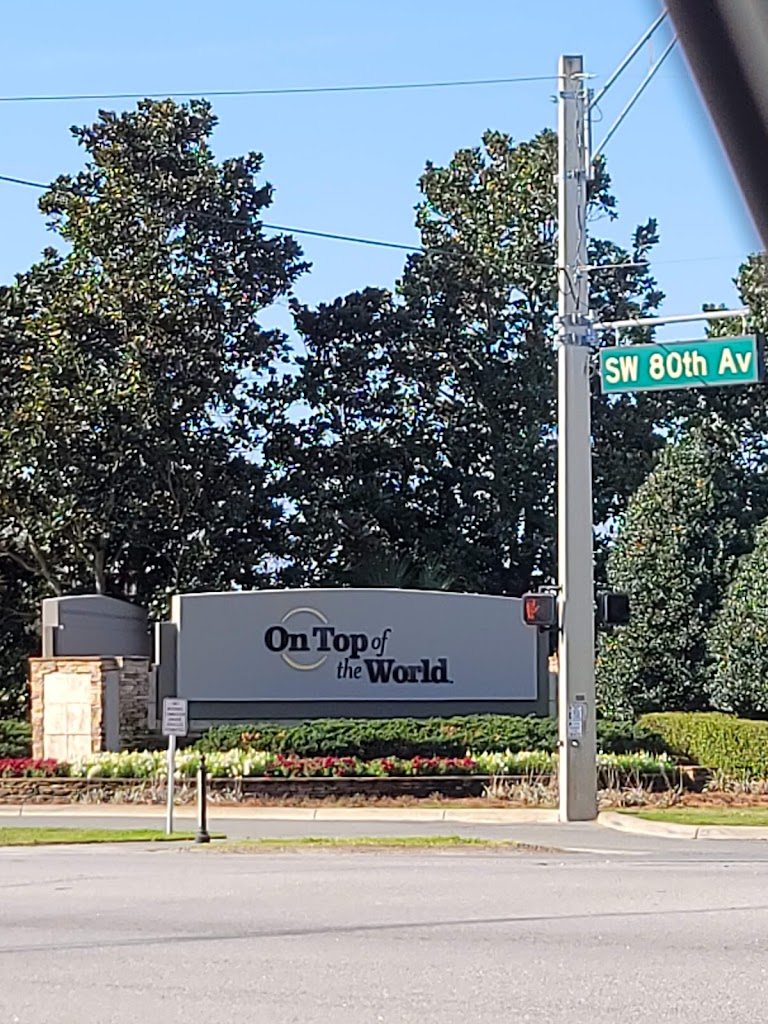 SW 80th Av
On Top of
the World